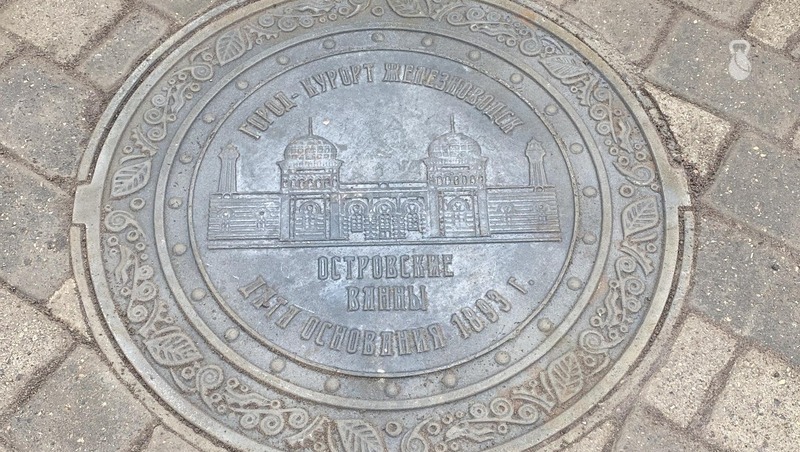 ГОРОД-КУРОРТ ЖЕЛЕЗНОВОДСК
ОСТРОВСКИЕ
ВАННЫ
ДАТА ОСНОВАНИЯ 1893 Г.